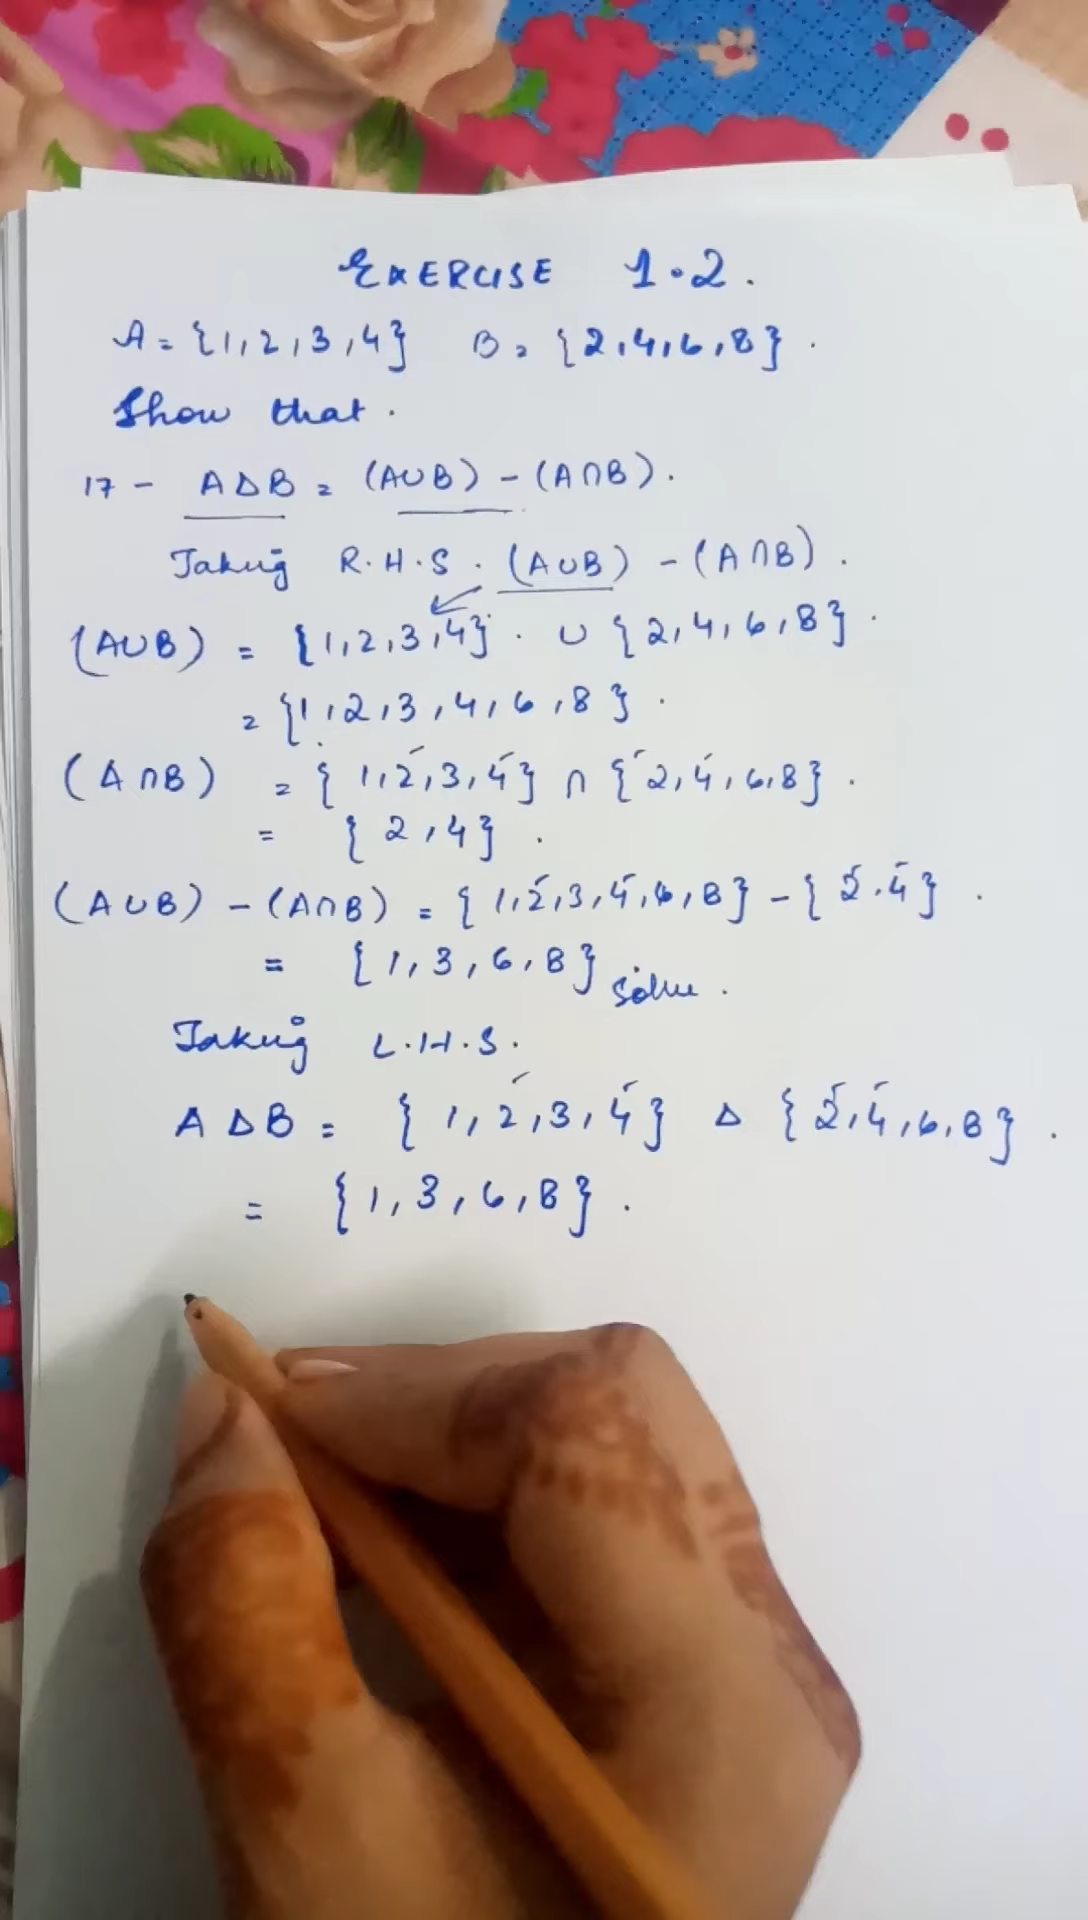 EXERCISE 1.2.
A = {1,2,3,4} B = {2,4,6,8}.
Show that.
17 - A Δ B = (A∪B) - (A∩B).
Taking R.H.S. (A∪B) - (A∩B).
(A∪B) = {1,2,3,4}. ∪ {2,4,6,8}.
= {1,2,3,4,6,8}.
(A∩B) = {1,2,3,4} ∩ {2,4,6,8}.
= {2,4}.
(A∪B) - (A∩B) = {1,2,3,4,6,8} - {2,4}.
= {1,3,6,8}
Taking L.H.S.
A Δ B = {1,2,3,4} Δ {2,4,6,8}.
= {1,3,6,8}.